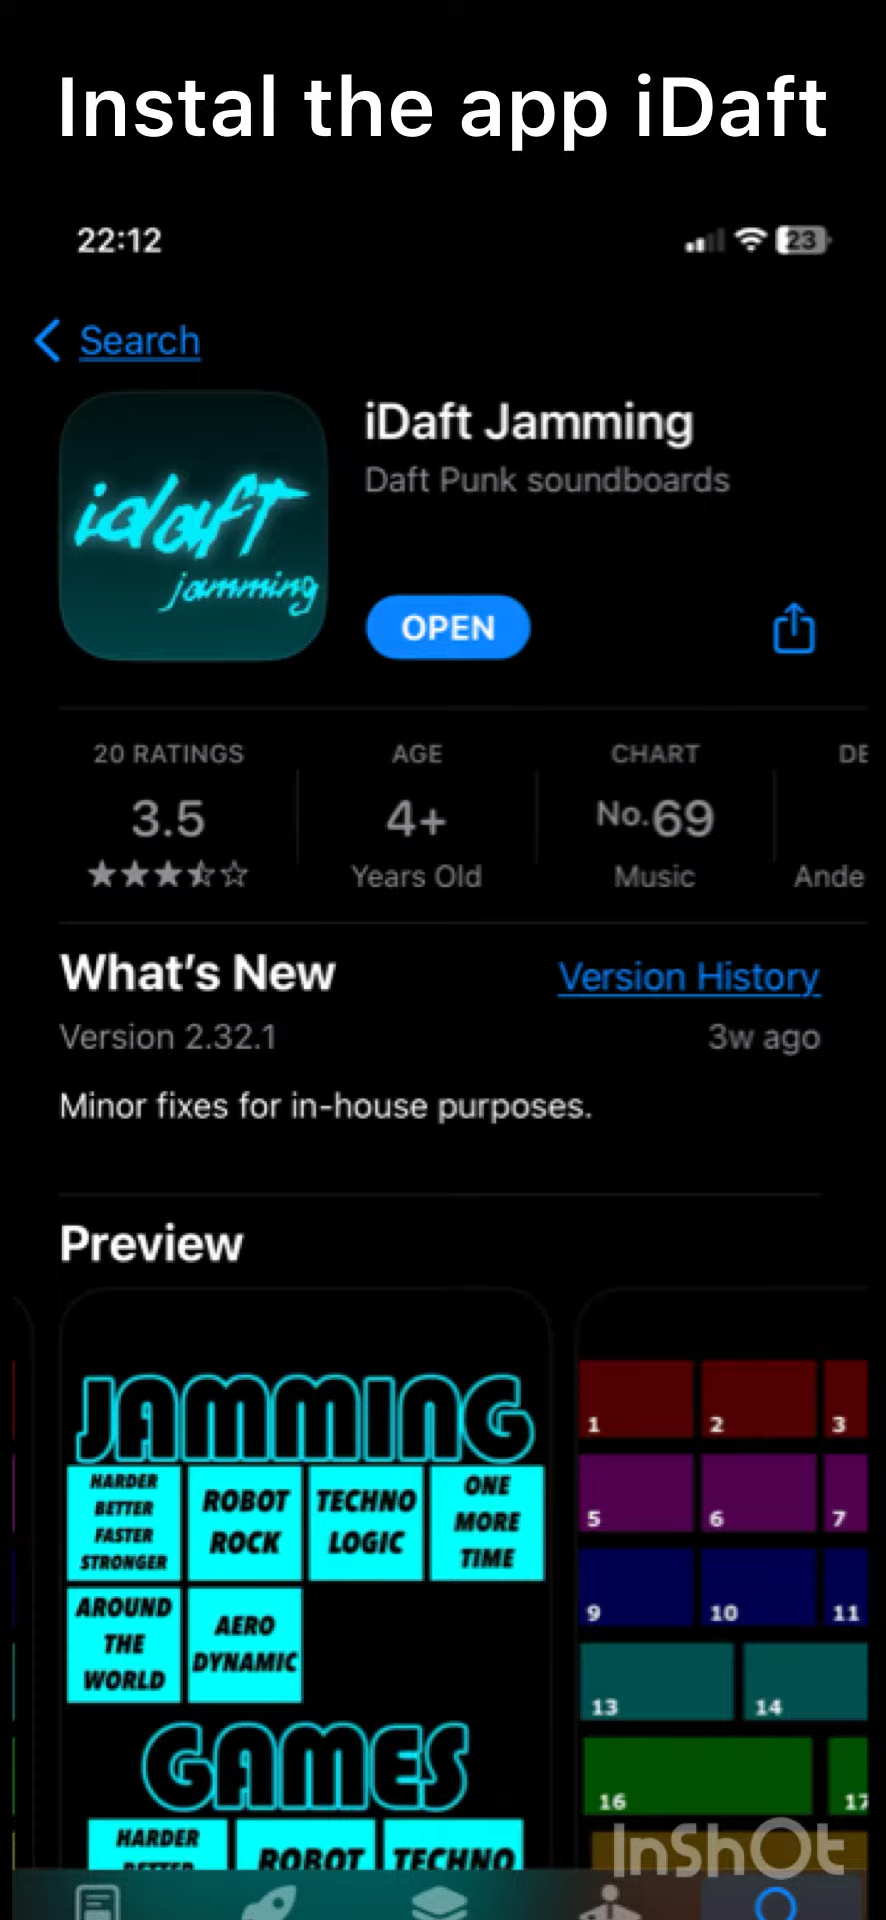 Instal the app iDaft
22:12
23
Search
idaft
jamming
iDaft Jamming
Daft Punk soundboards
OPEN
20 RATINGS
AGE
CHART
DE
3.5
4+
No.69
Years Old
Music
Ande
What's New
Version History
Version 2.32.1
3w ago
Minor fixes for in-house purposes.
Preview
JAMMING
HARDER
BETTER
FASTER
STRONGER
ROBOT
ROCK
TECHNO
LOGIC
ONE
MORE
TIME
AROUND
THE
WORLD
AERO
DYNAMIC
GAMES
HARDER
BETTER
ROBOT
TECHNO
1
2
3
5
6
7
9
10
11
13
14
16
17
InShOt